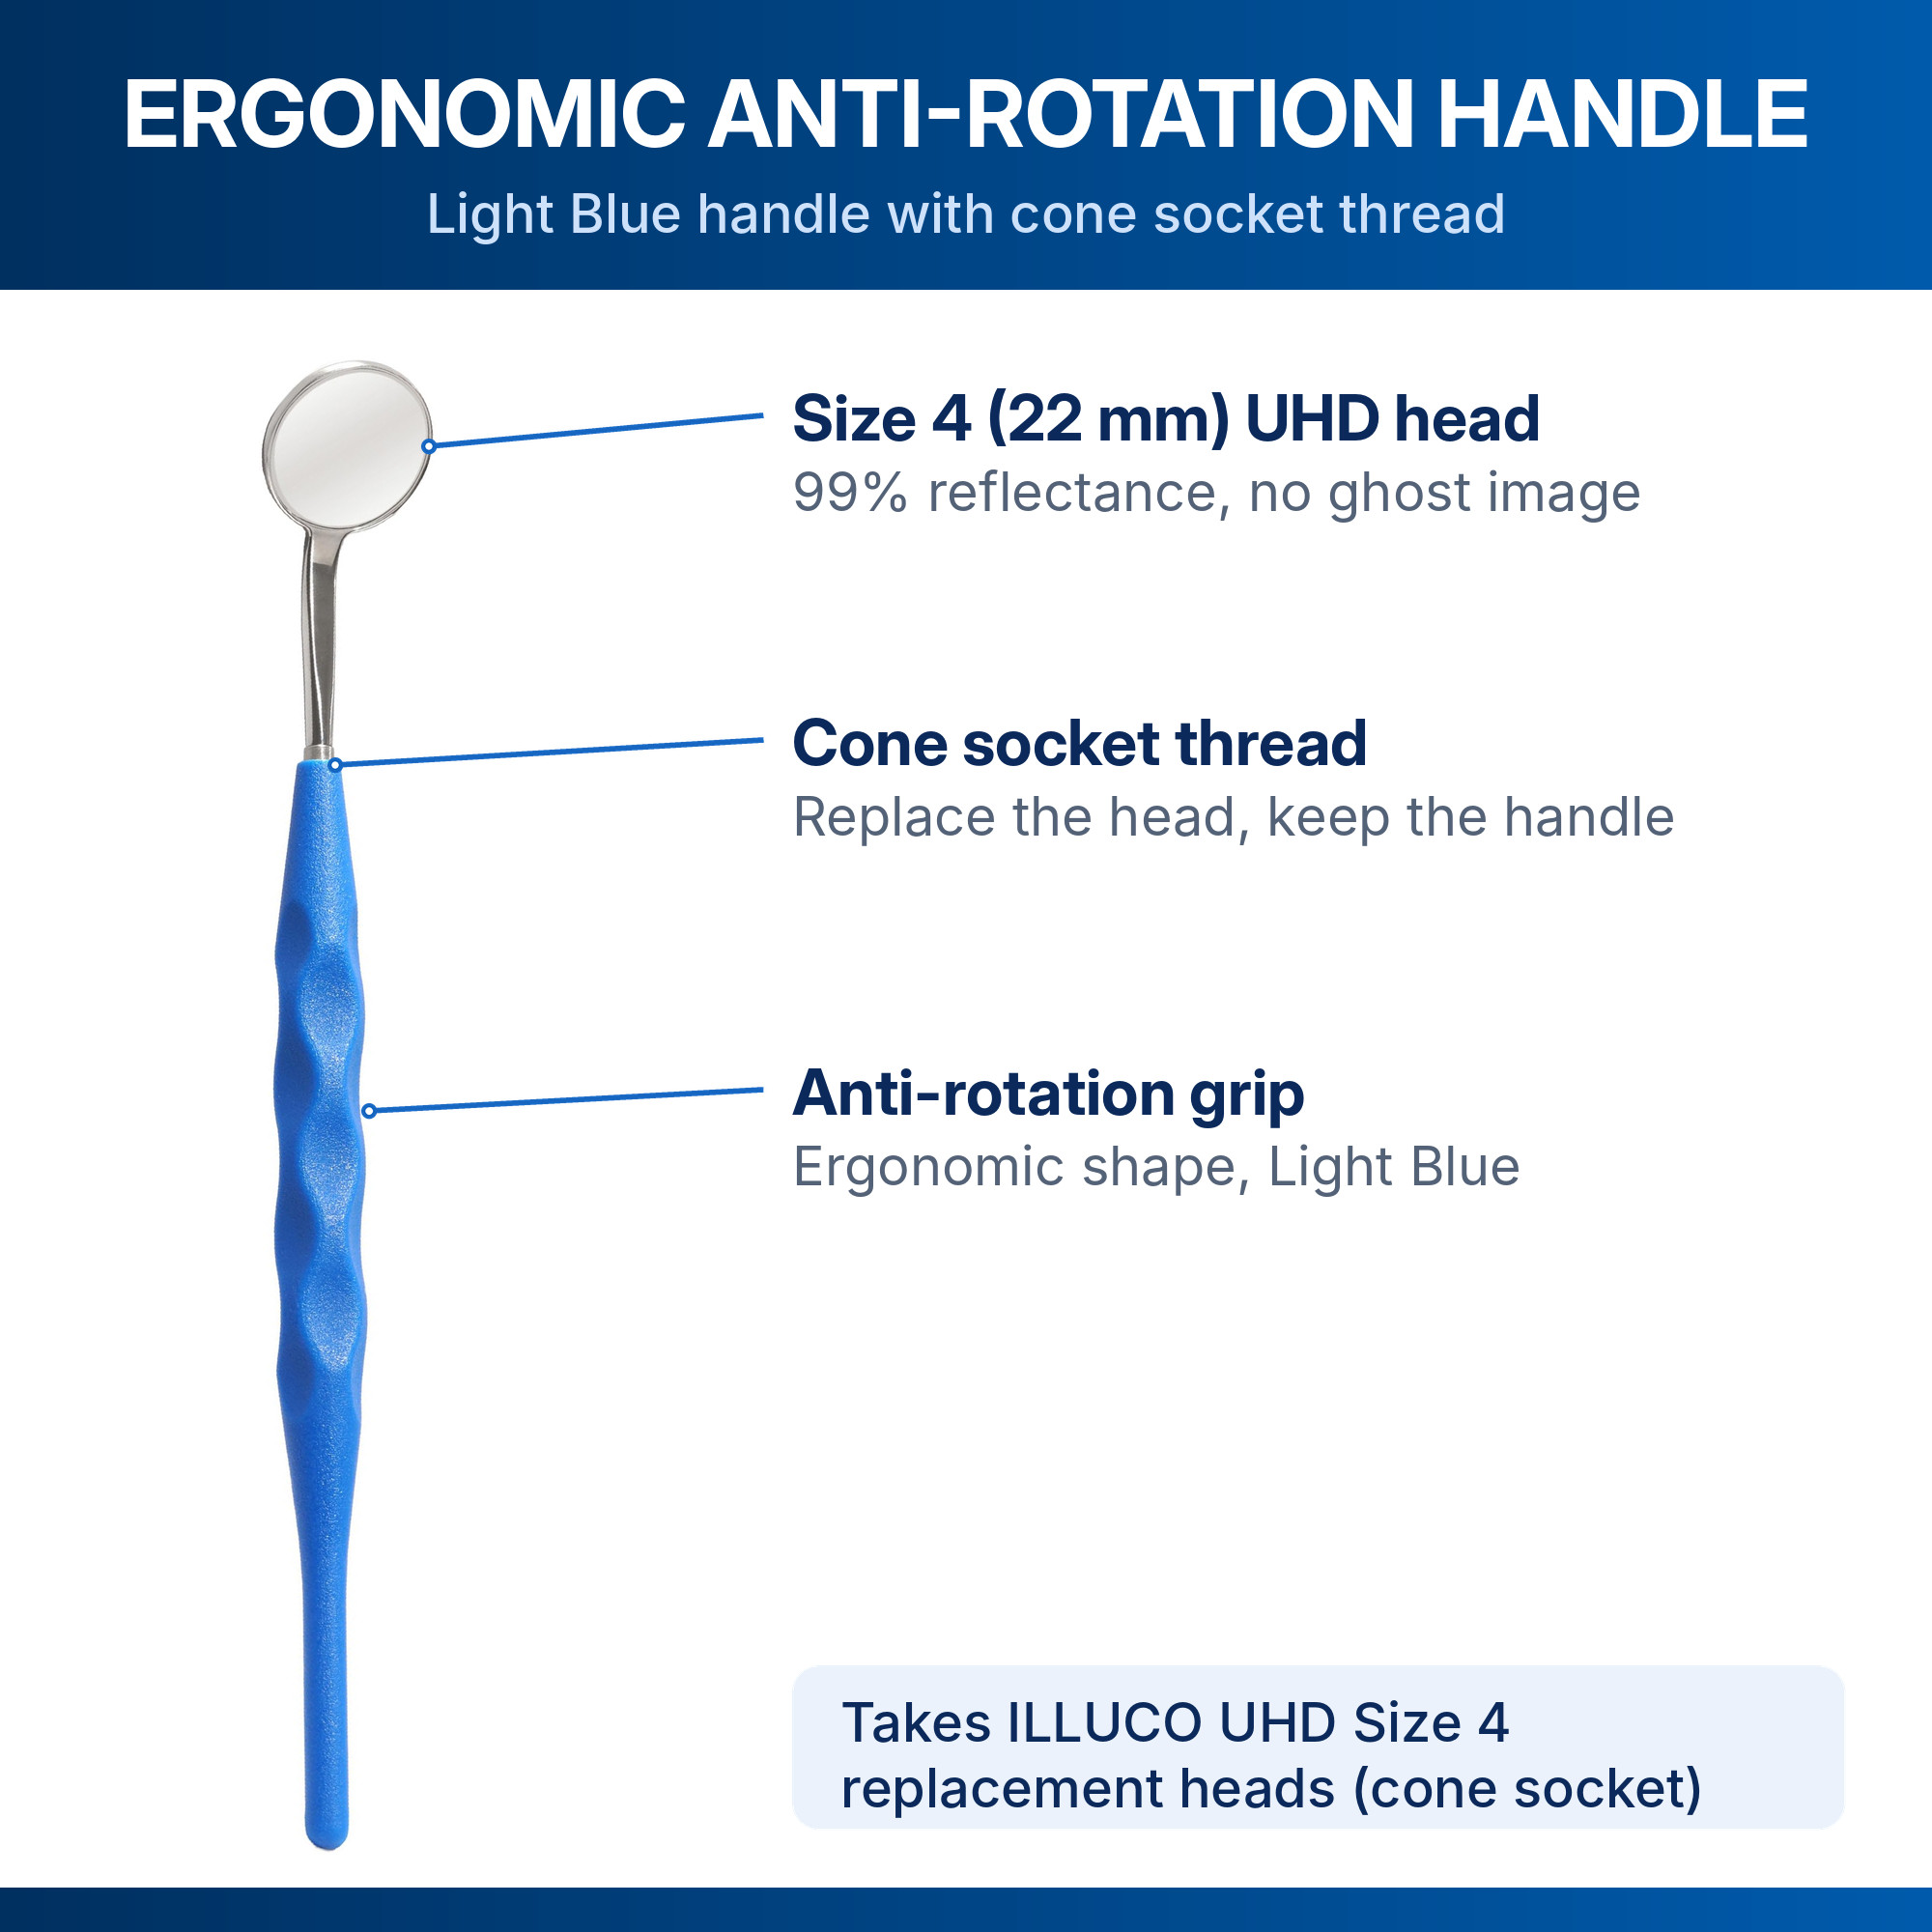 ERGONOMIC ANTI-ROTATION HANDLE
Light Blue handle with cone socket thread
Size 4 (22 mm) UHD head
99% reflectance, no ghost image
Cone socket thread
Replace the head, keep the handle
Anti-rotation grip
Ergonomic shape, Light Blue
Takes ILLUCO UHD Size 4
replacement heads (cone socket)